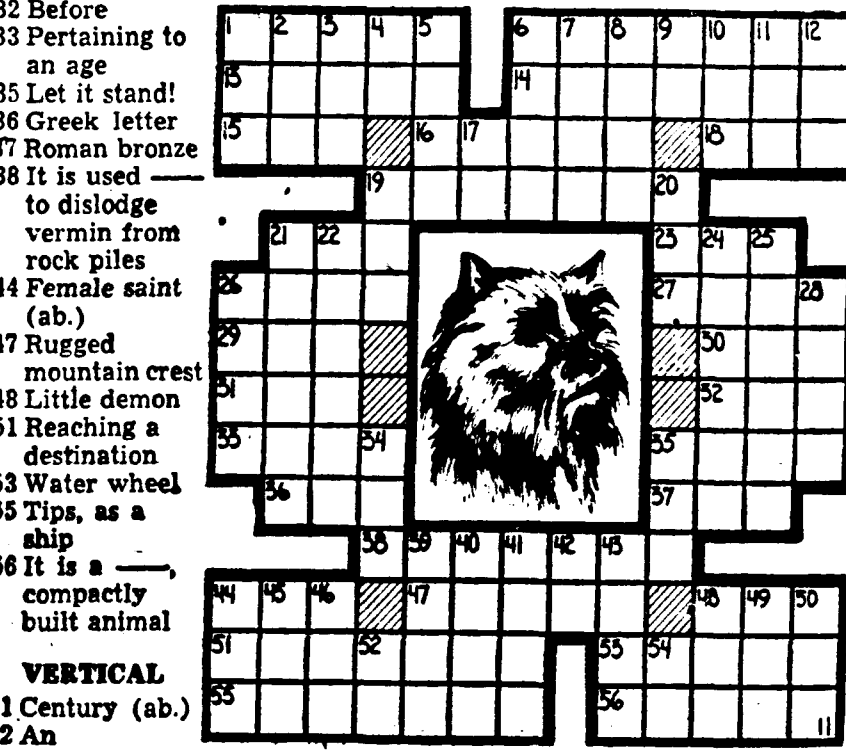 32 Before
33 Pertaining to
an age
35 Let it stand!
36 Greek letter
37 Roman bronze
38 It is used ——
to dislodge
vermin from
rock piles
44 Female saint
(ab.)
47 Rugged
mountain crest
48 Little demon
51 Reaching a
destination
53 Water wheel
55 Tips, as a
ship
56 It is a ——,
compactly
built animal
VERTICAL
1 Century (ab.)
2 An
1 2 3 4 5 6 7 8 9 10 11 12
13 14
15 16 17 18
19 20
21 22 23 24 25
26 27 28
29 30
31 32
33 34 35
36 37
38 39 40 41 42 43
44 45 46 47 48 49 50
51 52 53 54
55 56
11